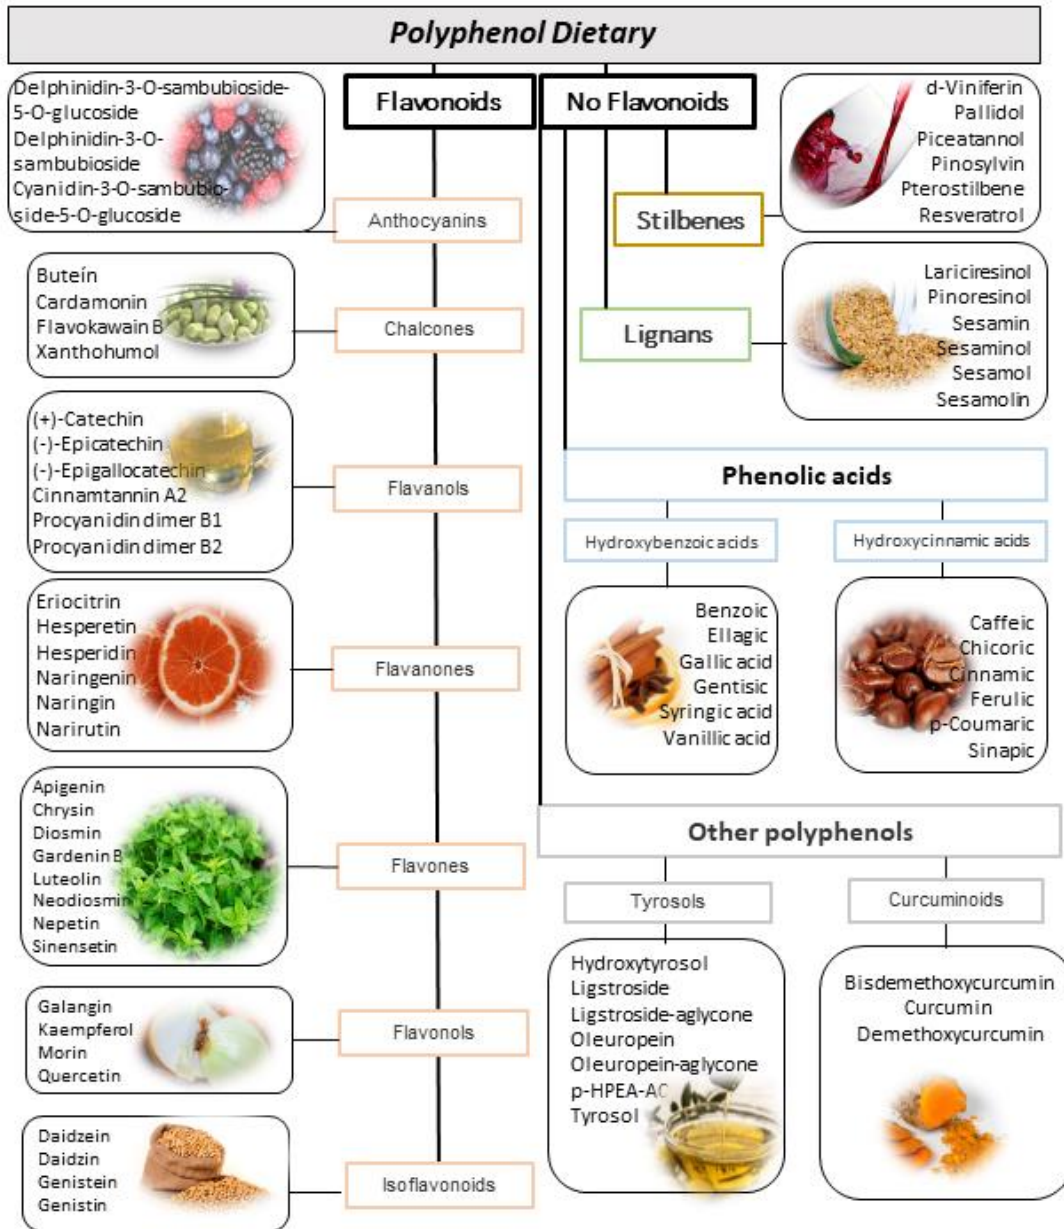 Polyphenol Dietary
Flavonoids
Delphinidin-3-O-sambubioside-
5-O-glucoside
Delphinidin-3-O-
sambubioside
Cyanidin-3-O-sambubio-
side-5-O-glucoside
Anthocyanins
Buteín
Cardamonin
Flavokawain B
Xanthohumol
Chalcones
(+)-Catechin
(-)-Epicatechin
(-)-Epigallocatechin
Cinnamtannin A2
Procyanidin dimer B1
Procyanidin dimer B2
Flavanols
Eriocitrin
Hesperetin
Hesperidin
Naringenin
Naringin
Narirutin
Flavanones
Apigenin
Chrysin
Diosmin
Gardenin B
Luteolin
Neodiosmin
Nepetin
Sinensetin
Flavones
Galangin
Kaempferol
Morin
Quercetin
Flavonols
Daidzein
Daidzin
Genistein
Genistin
Isoflavonoids
No Flavonoids
Stilbenes
d-Viniferin
Pallidol
Piceatannol
Pinosylvin
Pterostilbene
Resveratrol
Lignans
Lariciresinol
Pinoresinol
Sesamin
Sesaminol
Sesamol
Sesamolin
Phenolic acids
Hydroxybenzoic acids
Benzoic
Ellagic
Gallic acid
Gentisic
Syringic acid
Vanillic acid
Hydroxycinnamic acids
Caffeic
Chicoric
Cinnamic
Ferulic
p-Coumaric
Sinapic
Other polyphenols
Tyrosols
Hydroxytyrosol
Ligstroside
Ligstroside-aglycone
Oleuropein
Oleuropein-aglycone
p-HPEA-AC
Tyrosol
Curcuminoids
Bisdemethoxycurcumin
Curcumin
Demethoxycurcumin